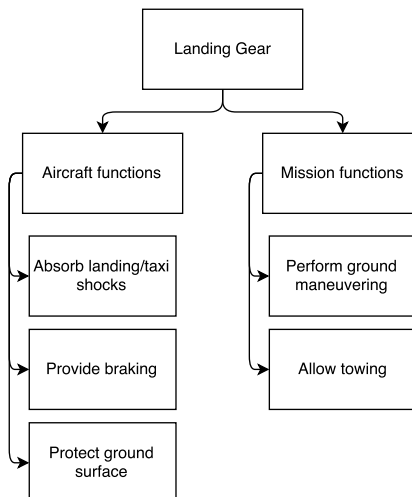 Landing Gear
Aircraft functions
Mission functions
Absorb landing/taxi
shocks
Perform ground
maneuvering
Provide braking
Allow towing
Protect ground
surface